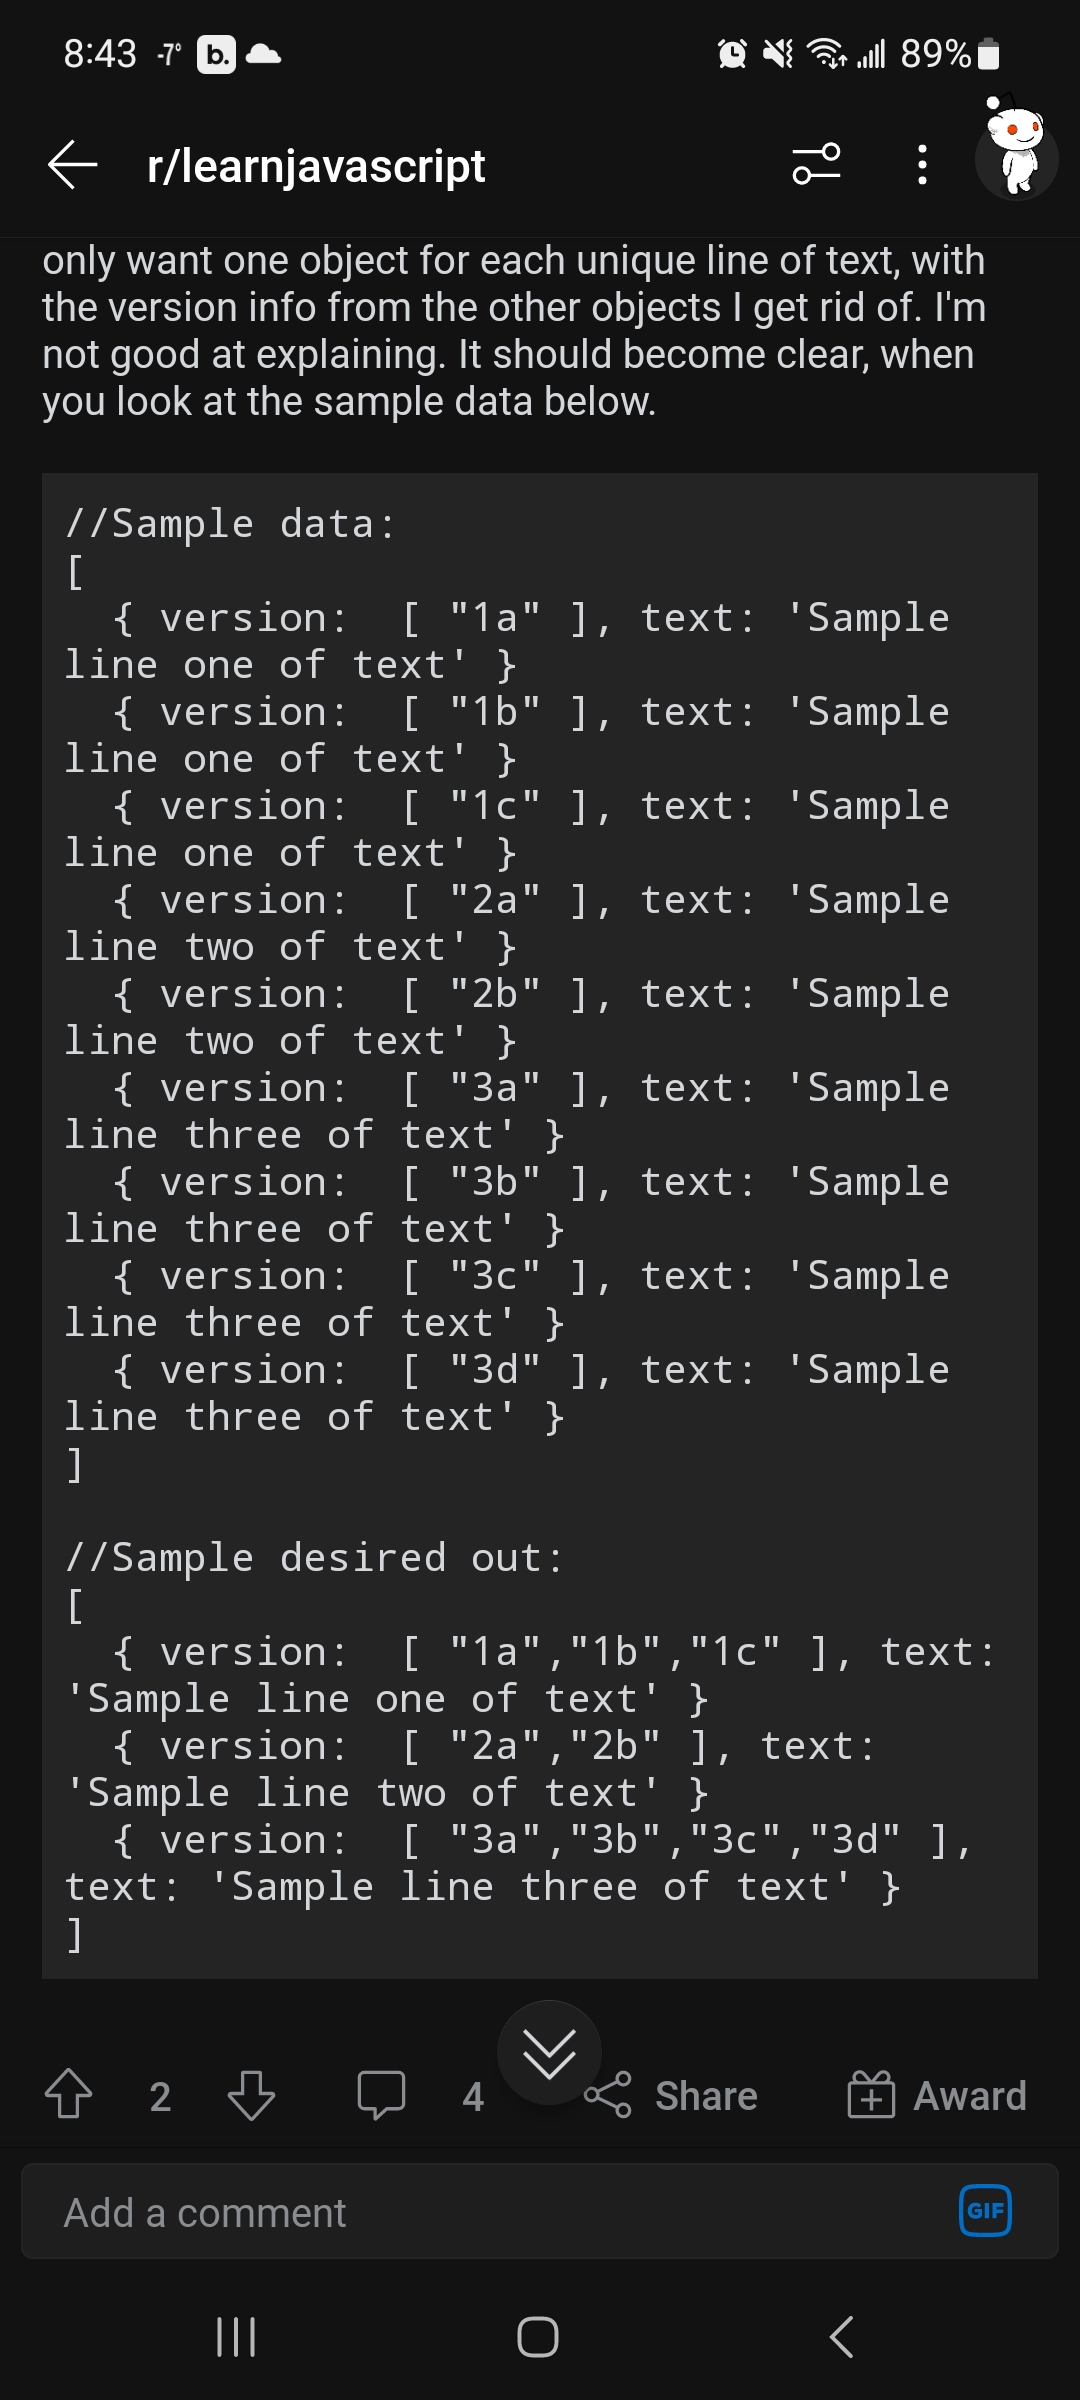 8:43 -7° b. 89%
r/learnjavascript
only want one object for each unique line of text, with
the version info from the other objects I get rid of. I'm
not good at explaining. It should become clear, when
you look at the sample data below.
//Sample data:
[
  { version:  [ "1a" ], text: 'Sample
line one of text' }
  { version:  [ "1b" ], text: 'Sample
line one of text' }
  { version:  [ "1c" ], text: 'Sample
line one of text' }
  { version:  [ "2a" ], text: 'Sample
line two of text' }
  { version:  [ "2b" ], text: 'Sample
line two of text' }
  { version:  [ "3a" ], text: 'Sample
line three of text' }
  { version:  [ "3b" ], text: 'Sample
line three of text' }
  { version:  [ "3c" ], text: 'Sample
line three of text' }
  { version:  [ "3d" ], text: 'Sample
line three of text' }
]
//Sample desired out:
[
  { version:  [ "1a","1b","1c" ], text:
'Sample line one of text' }
  { version:  [ "2a","2b" ], text:
'Sample line two of text' }
  { version:  [ "3a","3b","3c","3d" ],
text: 'Sample line three of text' }
]
2 4 Share Award
Add a comment GIF